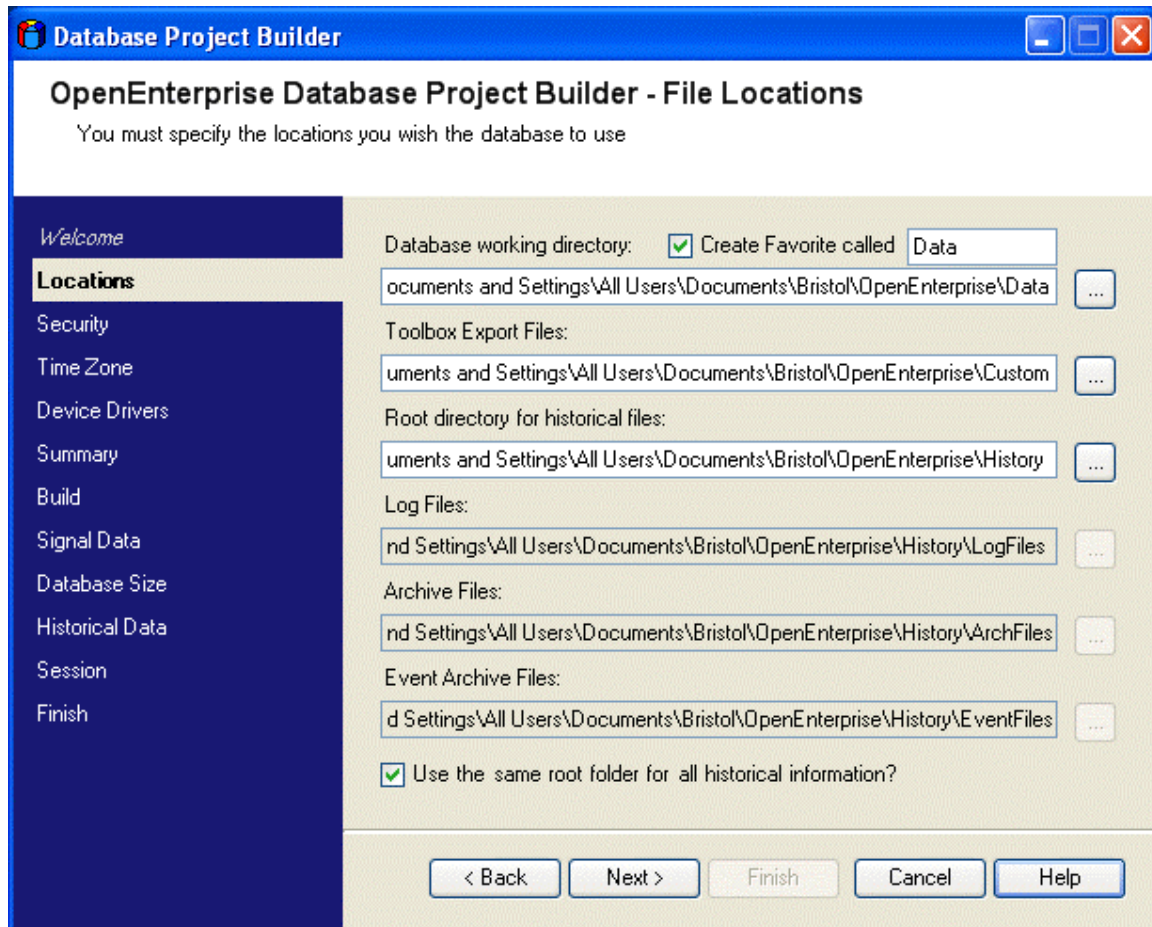 Database Project Builder
OpenEnterprise Database Project Builder - File Locations
You must specify the locations you wish the database to use
Welcome
Locations
Security
Time Zone
Device Drivers
Summary
Build
Signal Data
Database Size
Historical Data
Session
Finish
Database working directory: Create Favorite called Data
ocuments and Settings\All Users\Documents\Bristol\OpenEnterprise\Data ...
Toolbox Export Files:
uments and Settings\All Users\Documents\Bristol\OpenEnterprise\Custom ...
Root directory for historical files:
uments and Settings\All Users\Documents\Bristol\OpenEnterprise\History ...
Log Files:
nd Settings\All Users\Documents\Bristol\OpenEnterprise\History\LogFiles ...
Archive Files:
nd Settings\All Users\Documents\Bristol\OpenEnterprise\History\ArchFiles ...
Event Archive Files:
d Settings\All Users\Documents\Bristol\OpenEnterprise\History\EventFiles ...
Use the same root folder for all historical information?
< Back Next > Finish Cancel Help